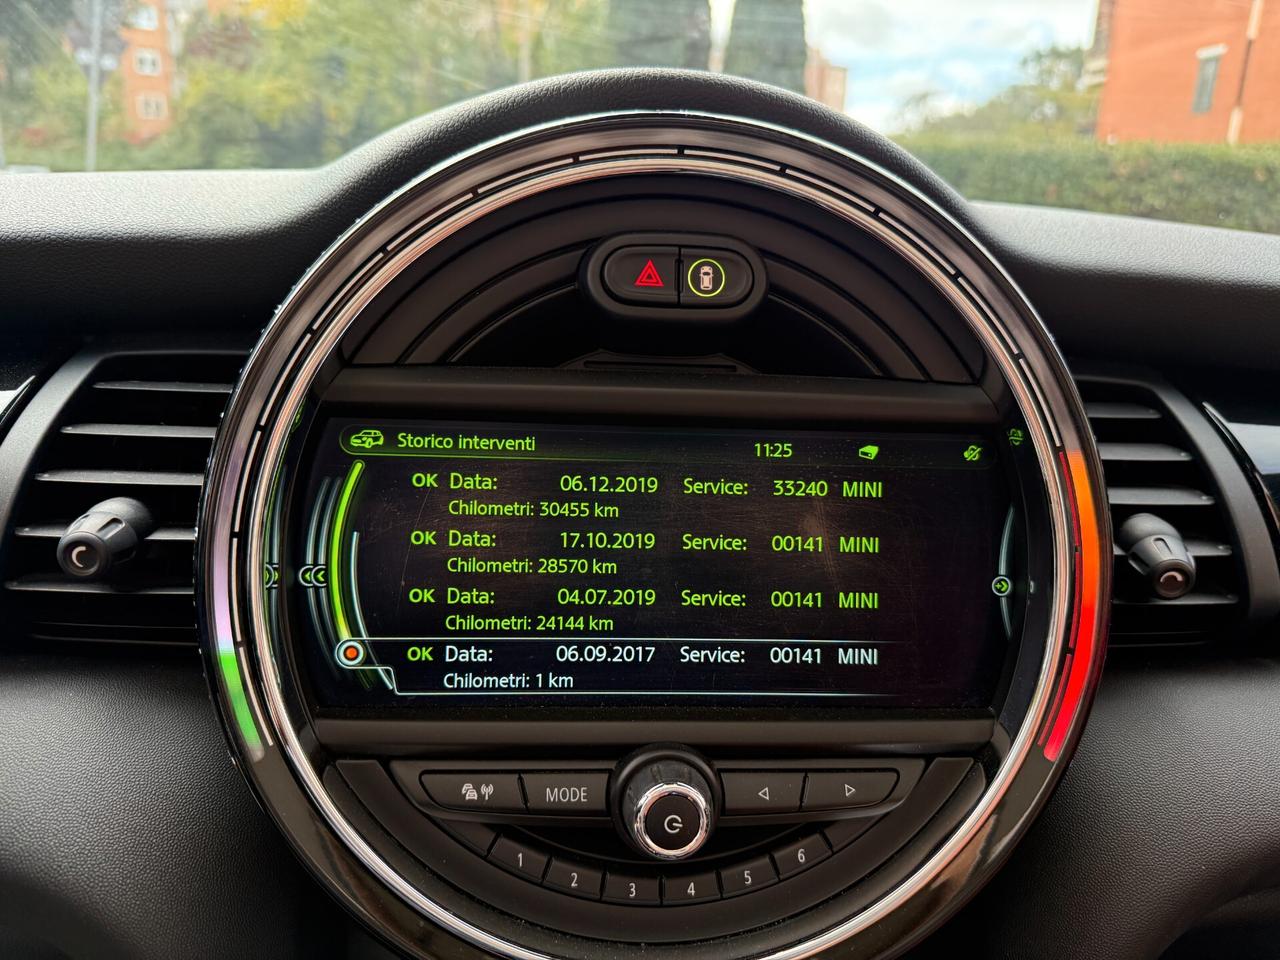 Storico interventi 11:25
OK Data: 06.12.2019 Service: 33240 MINI
Chilometri: 30455 km
OK Data: 17.10.2019 Service: 00141 MINI
Chilometri: 28570 km
OK Data: 04.07.2019 Service: 00141 MINI
Chilometri: 24144 km
OK Data: 06.09.2017 Service: 00141 MINI
Chilometri: 1 km
MODE
1 2 3 4 5 6